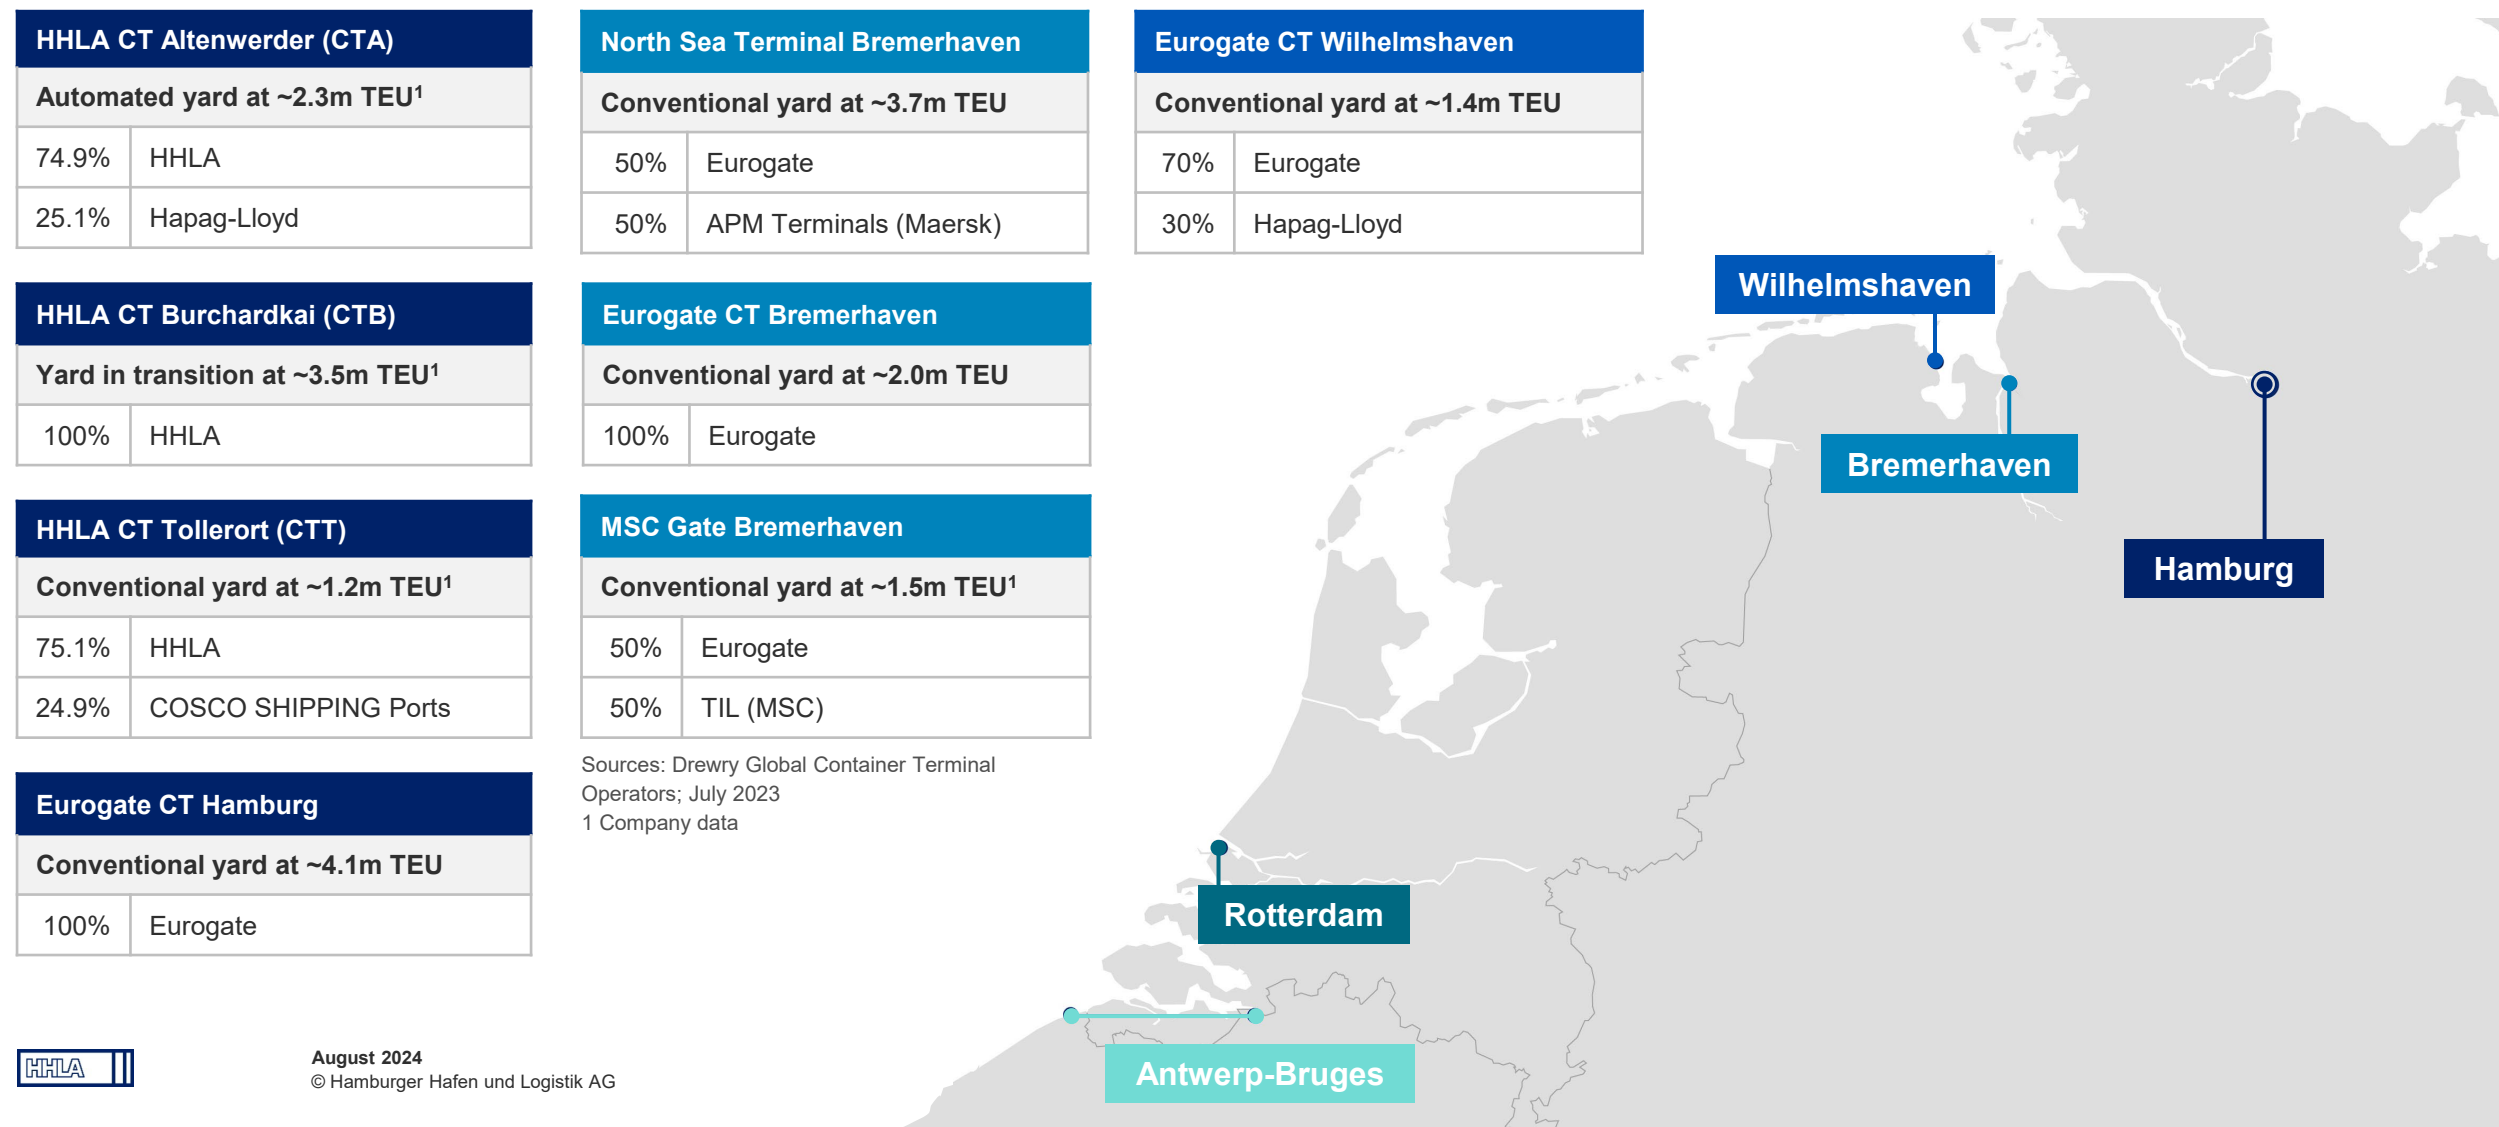 HHLA CT Altenwerder (CTA)
Automated yard at ~2.3m TEU¹
74.9% HHLA
25.1% Hapag-Lloyd
HHLA CT Burchardkai (CTB)
Yard in transition at ~3.5m TEU¹
100% HHLA
HHLA CT Tollerort (CTT)
Conventional yard at ~1.2m TEU¹
75.1% HHLA
24.9% COSCO SHIPPING Ports
Eurogate CT Hamburg
Conventional yard at ~4.1m TEU
100% Eurogate
North Sea Terminal Bremerhaven
Conventional yard at ~3.7m TEU
50% Eurogate
50% APM Terminals (Maersk)
Eurogate CT Bremerhaven
Conventional yard at ~2.0m TEU
100% Eurogate
MSC Gate Bremerhaven
Conventional yard at ~1.5m TEU¹
50% Eurogate
50% TIL (MSC)
Sources: Drewry Global Container Terminal
Operators; July 2023
1 Company data
Eurogate CT Wilhelmshaven
Conventional yard at ~1.4m TEU
70% Eurogate
30% Hapag-Lloyd
Wilhelmshaven
Bremerhaven
Hamburg
Rotterdam
Antwerp-Bruges
HHLA
August 2024
© Hamburger Hafen und Logistik AG